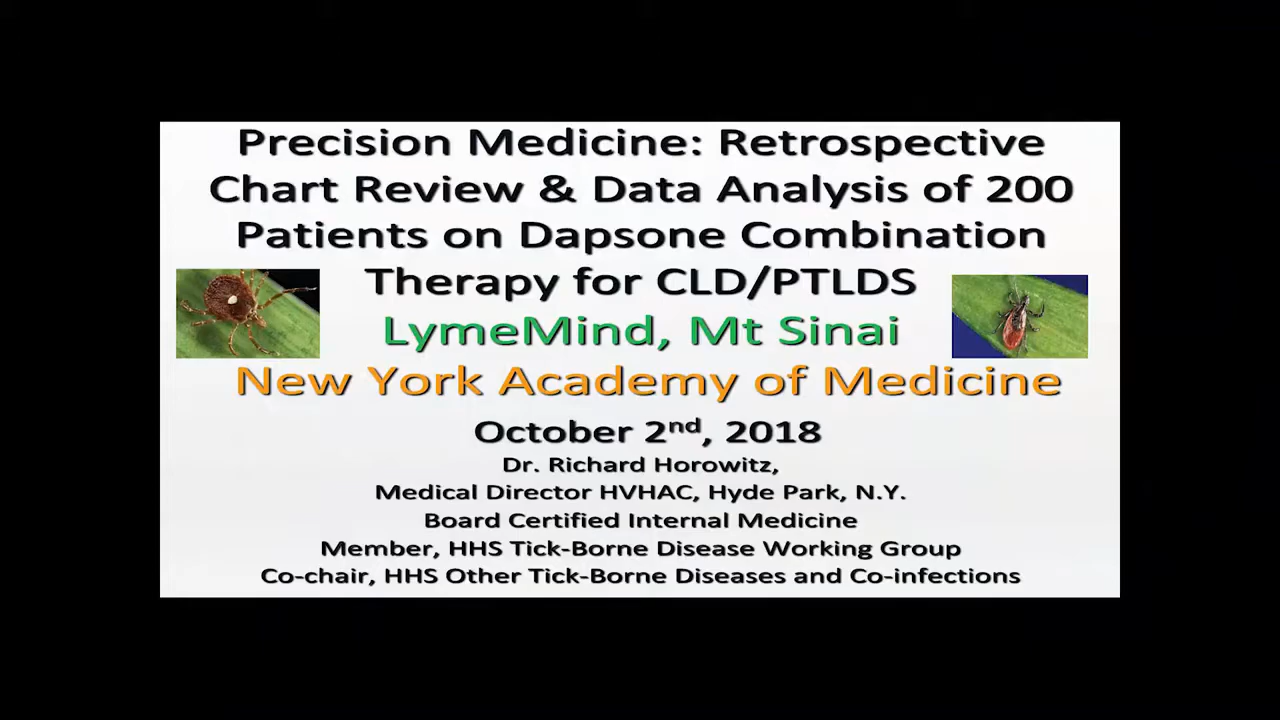 Precision Medicine: Retrospective
Chart Review & Data Analysis of 200
Patients on Dapsone Combination
Therapy for CLD/PTLDS
LymeMind, Mt Sinai
New York Academy of Medicine
October 2nd, 2018
Dr. Richard Horowitz,
Medical Director HVHAC, Hyde Park, N.Y.
Board Certified Internal Medicine
Member, HHS Tick-Borne Disease Working Group
Co-chair, HHS Other Tick-Borne Diseases and Co-infections